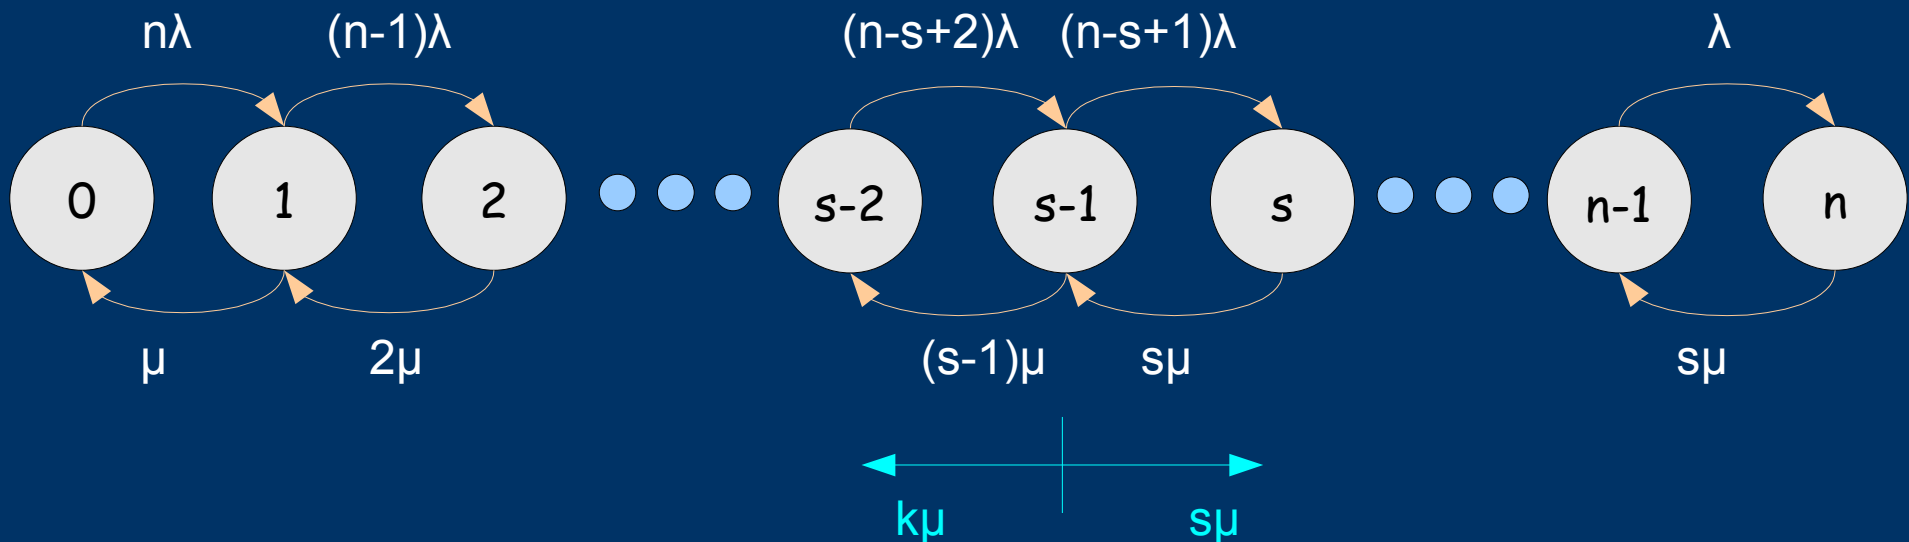 nλ (n-1)λ (n-s+2)λ (n-s+1)λ λ
0 1 2 s-2 s-1 s n-1 n
μ 2μ (s-1)μ sμ sμ
kμ sμ